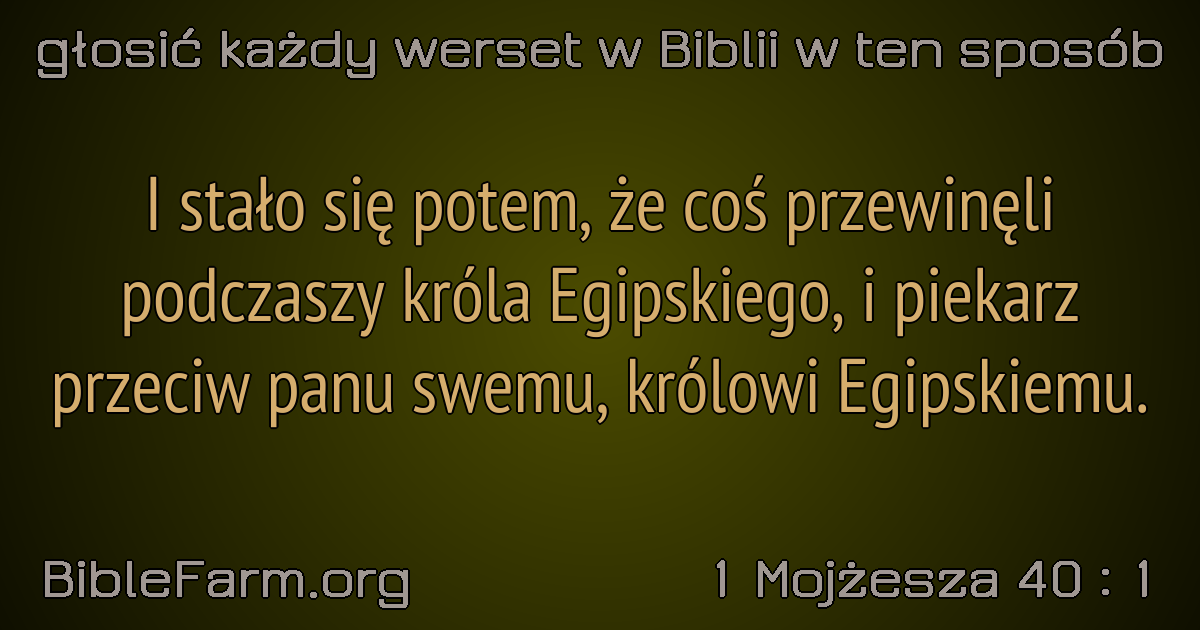 głosić każdy werset w Biblii w ten sposób
I stało się potem, że coś przewinęli
podczaszy króla Egipskiego, i piekarz
przeciw panu swemu, królowi Egipskiemu.
BibleFarm.org
1 Mojżesza 40 : 1